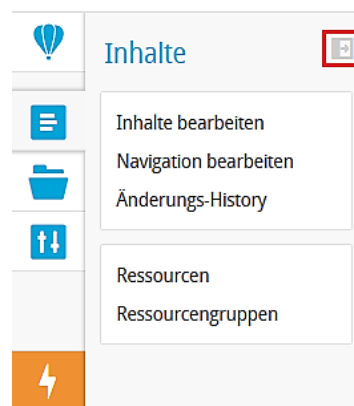 Inhalte
Inhalte bearbeiten
Navigation bearbeiten
Änderungs-History
Ressourcen
Ressourcengruppen